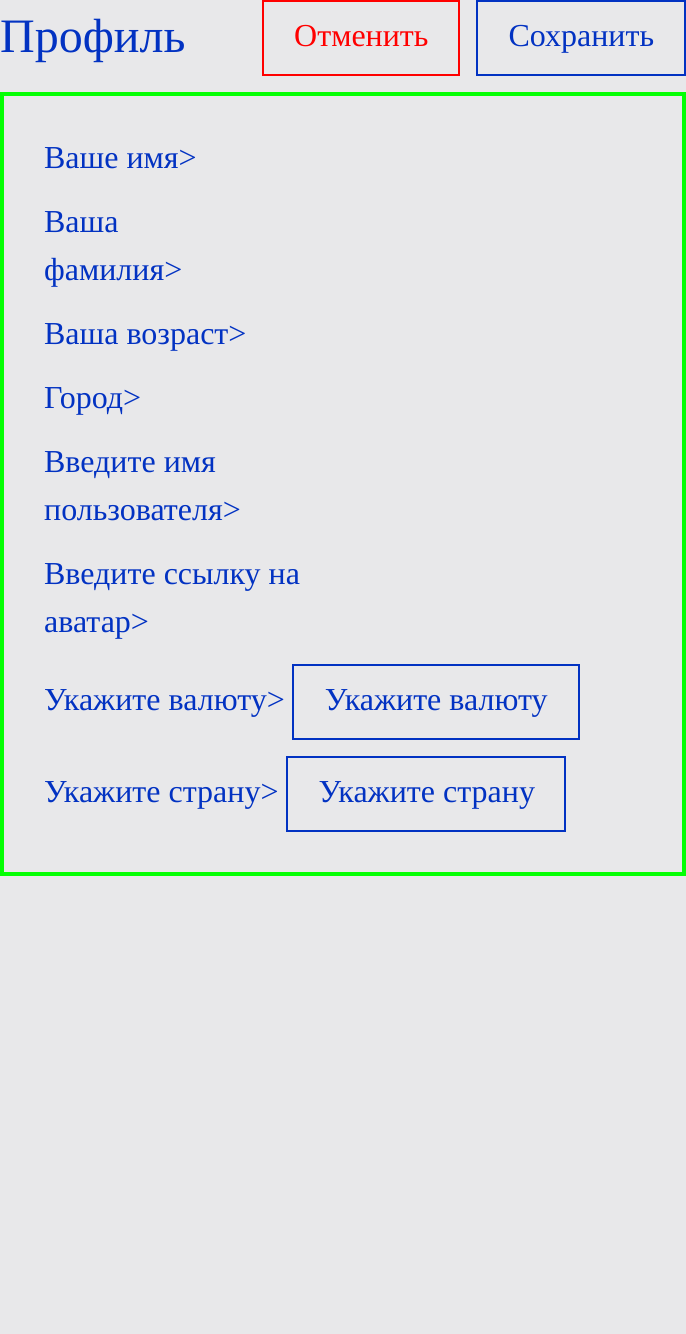 Профиль
Отменить
Сохранить
Ваше имя>
Ваша
фамилия>
Ваша возраст>
Город>
Введите имя
пользователя>
Введите ссылку на
аватар>
Укажите валюту> Укажите валюту
Укажите страну> Укажите страну